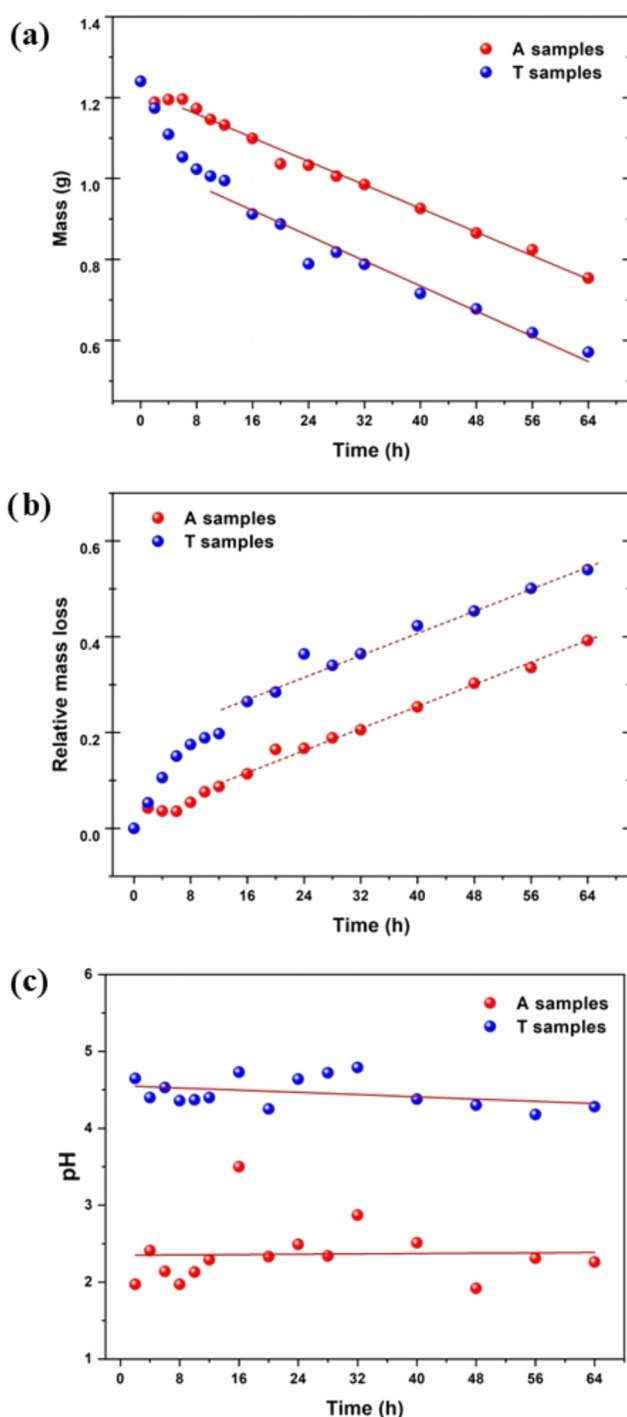 (a)
1.4
1.2
1.0
0.8
0.6
Mass (g)
A samples
T samples
0 8 16 24 32 40 48 56 64
Time (h)
(b)
0.6
0.4
0.2
0.0
Relative mass loss
A samples
T samples
0 8 16 24 32 40 48 56 64
Time (h)
(c)
6
5
4
3
2
1
pH
A samples
T samples
0 8 16 24 32 40 48 56 64
Time (h)